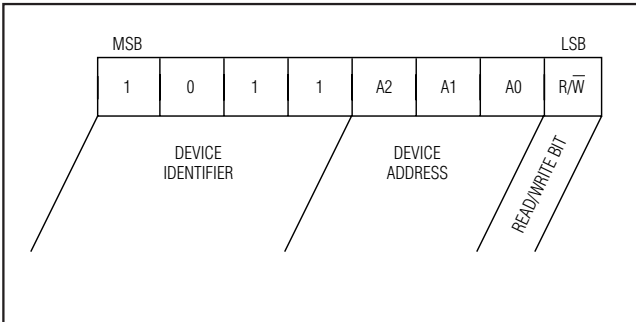 MSB LSB
1 0 1 1 A2 A1 A0 R/W̅
DEVICE IDENTIFIER
DEVICE ADDRESS
READ/WRITE BIT